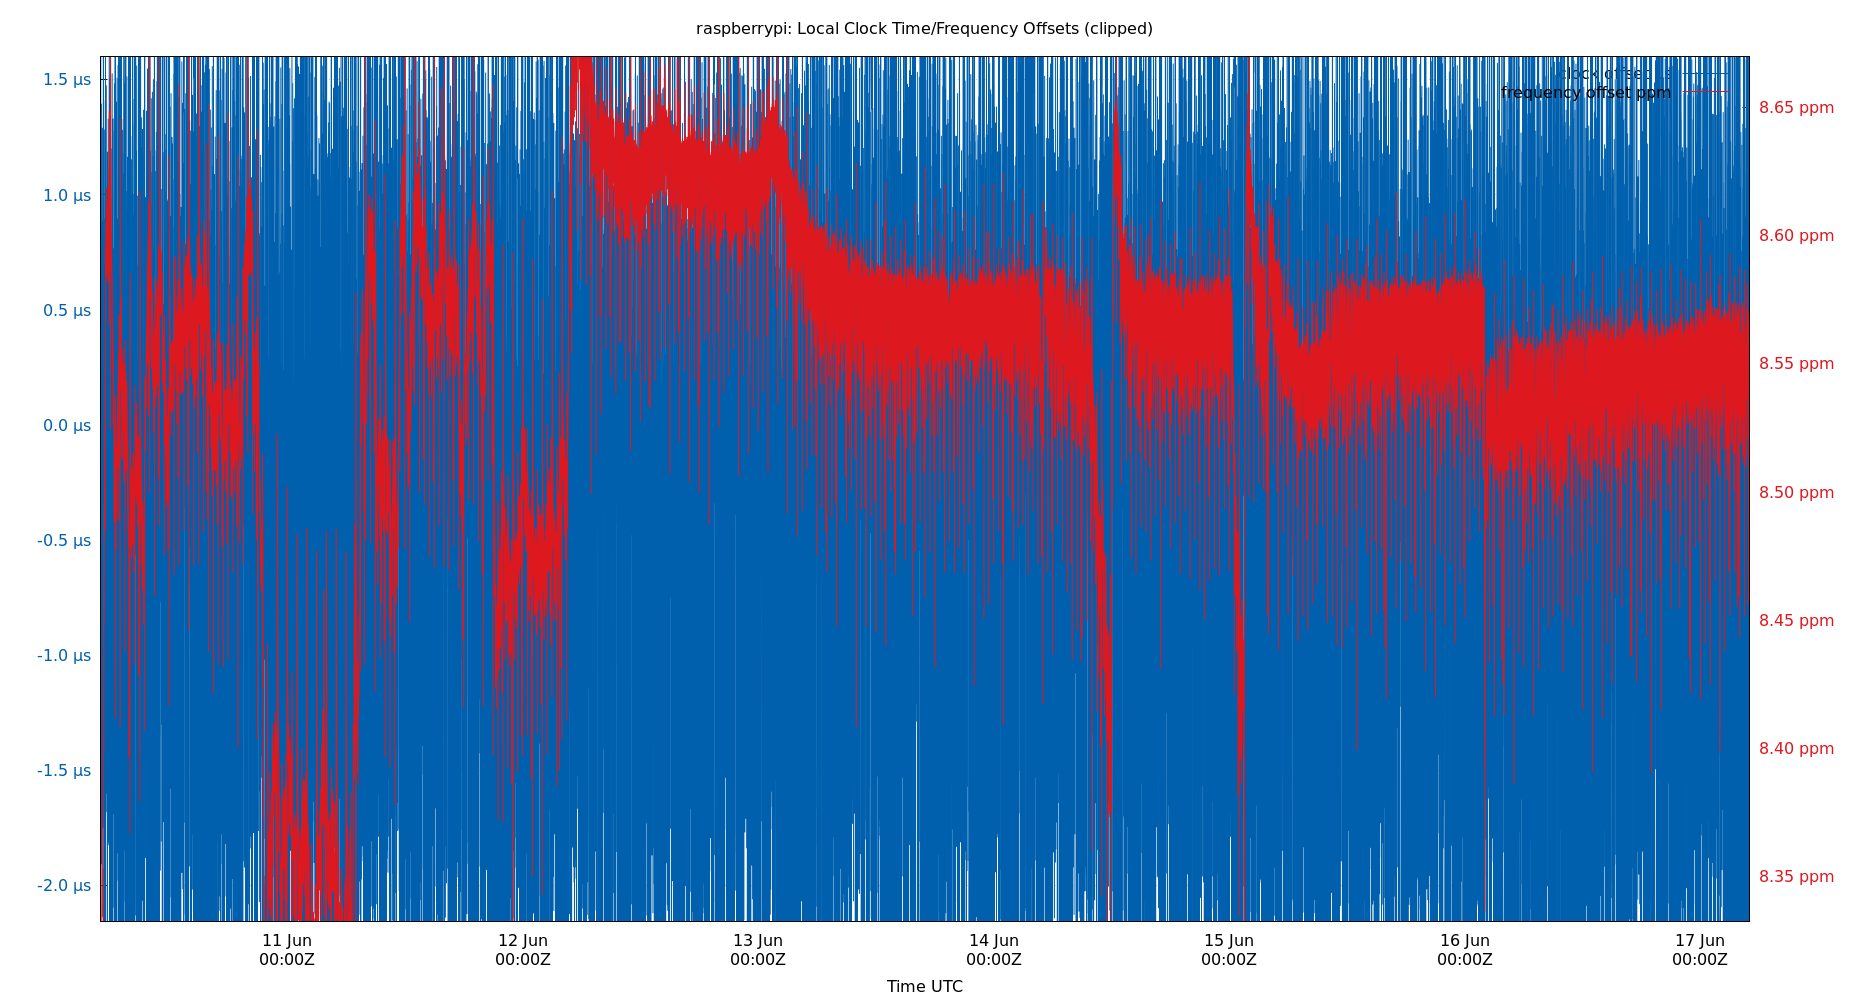 raspberrypi: Local Clock Time/Frequency Offsets (clipped)
clock offset
frequency offset ppm
1.5 µs
1.0 µs
0.5 µs
0.0 µs
-0.5 µs
-1.0 µs
-1.5 µs
-2.0 µs
8.65 ppm
8.60 ppm
8.55 ppm
8.50 ppm
8.45 ppm
8.40 ppm
8.35 ppm
11 Jun
00:00Z
12 Jun
00:00Z
13 Jun
00:00Z
14 Jun
00:00Z
15 Jun
00:00Z
16 Jun
00:00Z
17 Jun
00:00Z
Time UTC